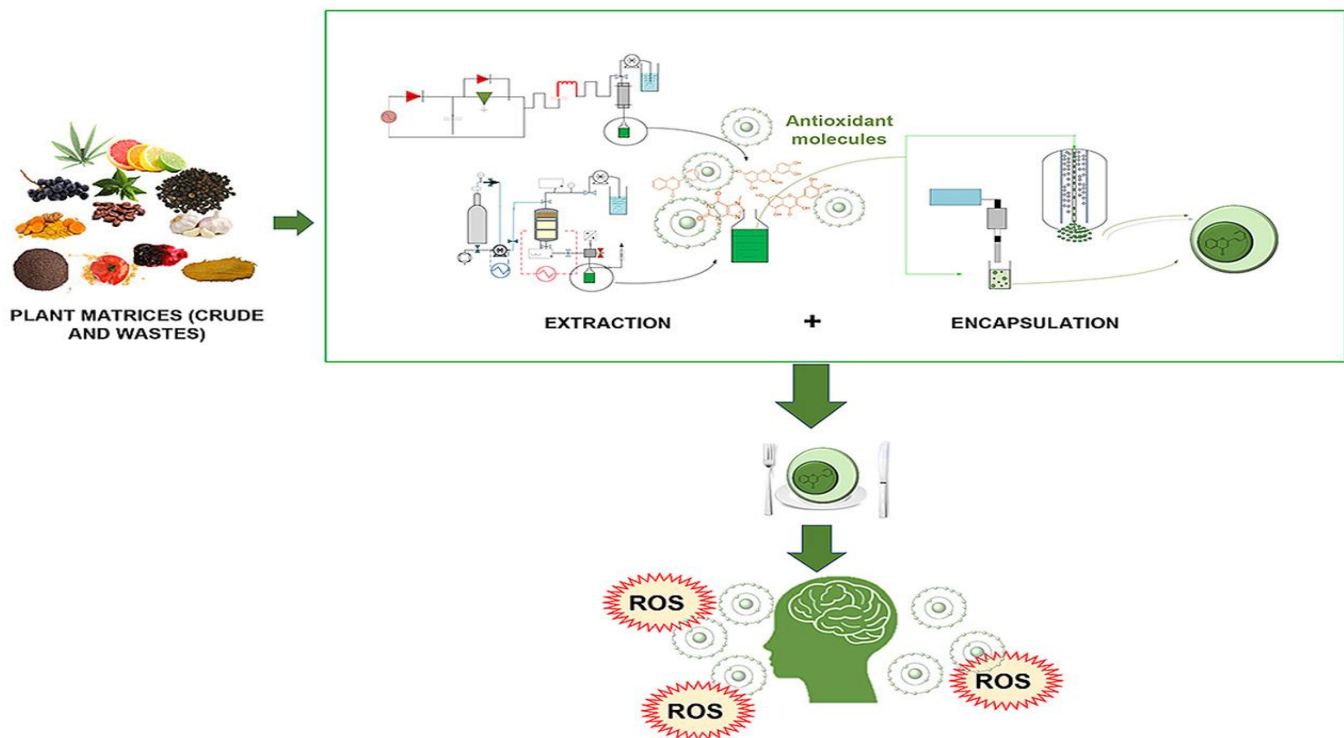 Antioxidant
molecules
PLANT MATRICES (CRUDE
AND WASTES)
EXTRACTION
+
ENCAPSULATION
ROS
ROS
ROS